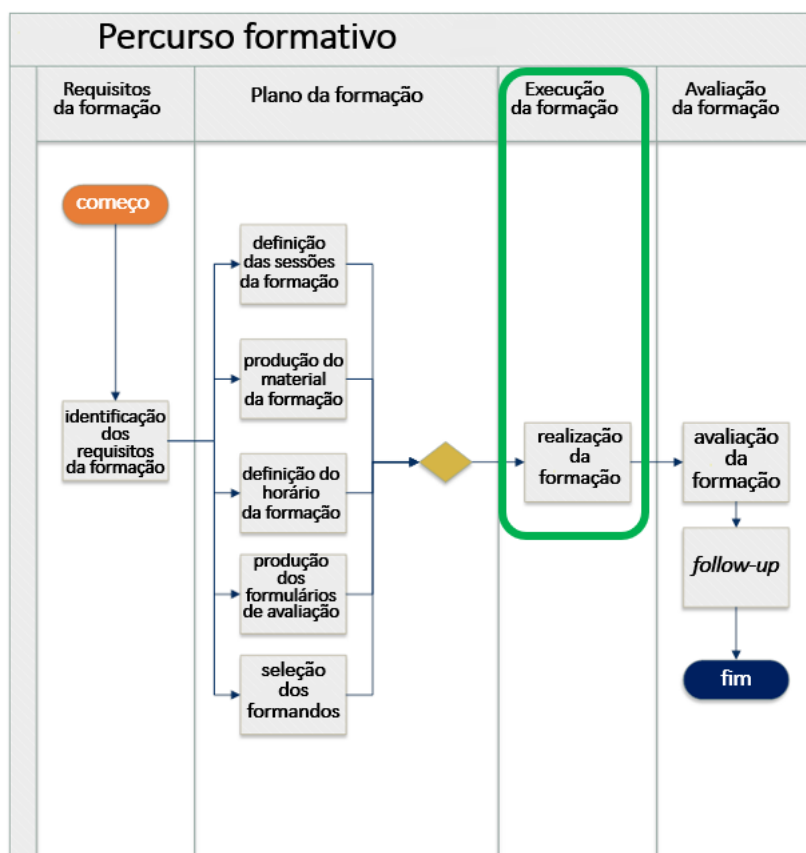 Percurso formativo
Requisitos
da formação
Plano da formação
Execução
da formação
Avaliação
da formação
começo
identificação
dos
requisitos
da formação
definição
das sessões
da formação
produção do
material
da formação
definição do
horário
da formação
produção
dos
formulários
de avaliação
seleção
dos
formandos
realização
da
formação
avaliação
da
formação
follow-up
fim